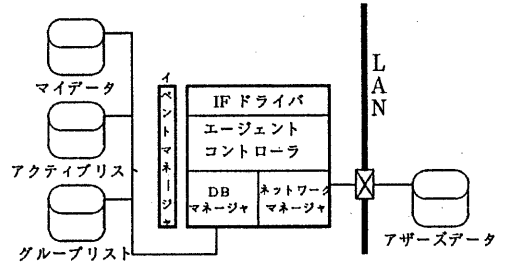 マイデータ
アクティブリスト
グループリスト
イベントマネージャ
IFドライバ
エージェント
コントローラ
DB
マネージャ
ネットワーク
マネージャ
LAN
アザーズデータ